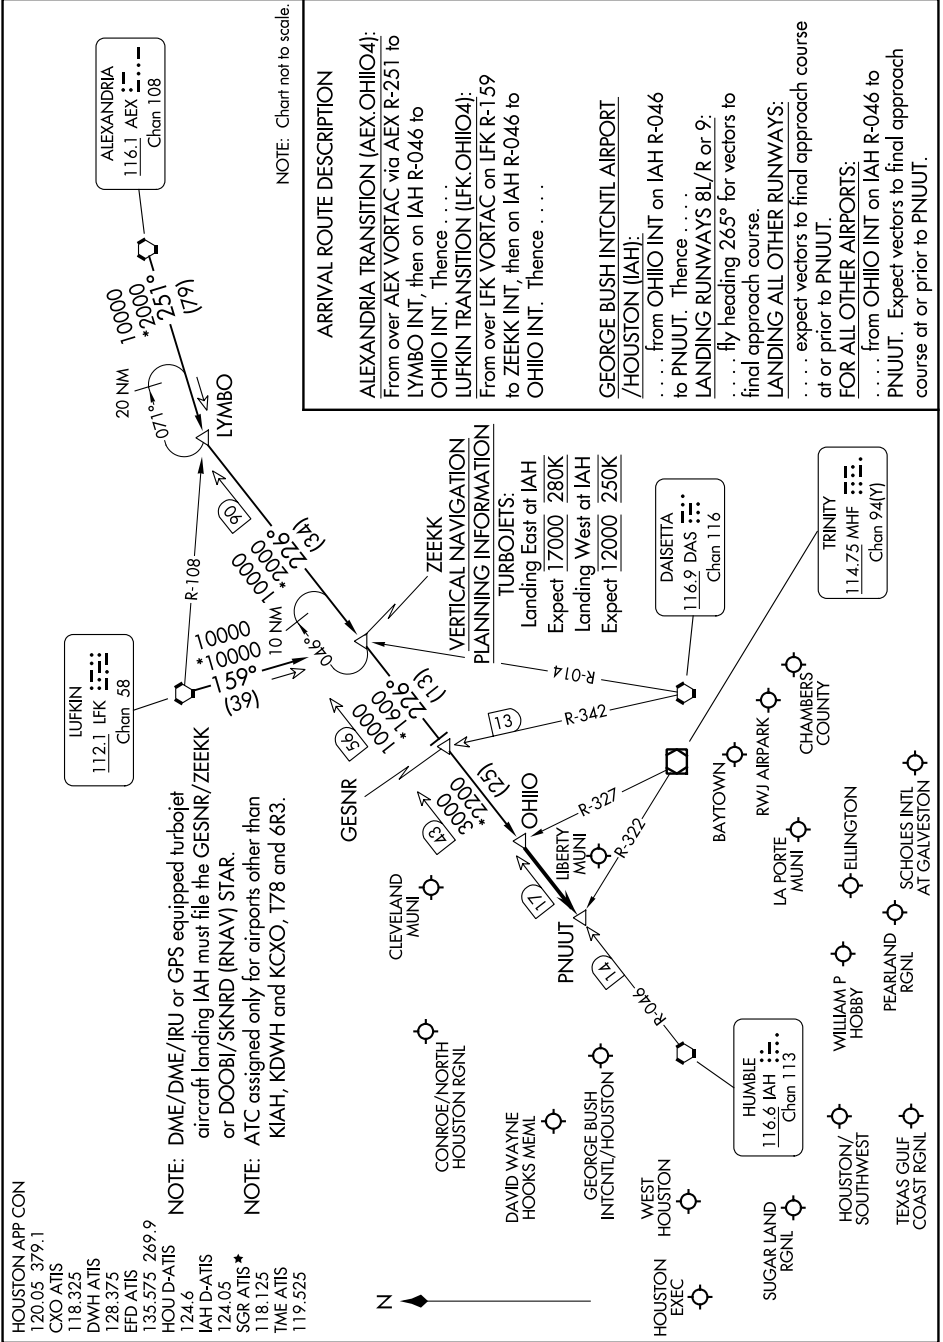 HOUSTON APP CON
120.05 379.1
CXO ATIS
118.325
DWH ATIS
128.375
EFD ATIS
135.575 269.9
HOU D-ATIS
124.6
IAH D-ATIS
124.05
SGR ATIS★
118.125
TME ATIS
119.525
NOTE: DME/DME/IRU or GPS equipped turbojet
aircraft landing IAH must file the GESNR/ZEEKK
or DOOBI/SKNRD (RNAV) STAR.
NOTE: ATC assigned only for airports other than
KIAH, KDWH and KCXO, T78 and 6R3.
LUFKIN
112.1 LFK
Chan 58
ALEXANDRIA
116.1 AEX
Chan 108
NOTE: Chart not to scale.
10000
*2000
251°
(79)
20 NM
071°
LYMBO
R-108
90
10000
*2000
226°
(34)
10000
*10000
159°
(39)
10 NM
046°
ZEEKK
56
10000
*1600
226°
(13)
GESNR
43
3000
*2200
(25)
OHIIO
17
PNUUT
14
R-046
13
R-342
R-014
R-327
R-322
VERTICAL NAVIGATION
PLANNING INFORMATION
TURBOJETS:
Landing East at IAH
Expect 17000 280K
Landing West at IAH
Expect 12000 250K
DAISETTA
116.9 DAS
Chan 116
TRINITY
114.75 MHF
Chan 94(Y)
HUMBLE
116.6 IAH
Chan 113
CLEVELAND
MUNI
LIBERTY
MUNI
CONROE/NORTH
HOUSTON RGNL
DAVID WAYNE
HOOKS MEML
GEORGE BUSH
INTCNTL/HOUSTON
WEST
HOUSTON
HOUSTON
EXEC
SUGAR LAND
RGNL
HOUSTON/
SOUTHWEST
TEXAS GULF
COAST RGNL
WILLIAM P
HOBBY
PEARLAND
RGNL
ELLINGTON
SCHOLES INTL
AT GALVESTON
LA PORTE
MUNI
BAYTOWN
RWJ AIRPARK
CHAMBERS
COUNTY
N
ARRIVAL ROUTE DESCRIPTION
ALEXANDRIA TRANSITION (AEX.OHIIO4):
From over AEX VORTAC via AEX R-251 to
LYMBO INT, then on IAH R-046 to
OHIIO INT. Thence . . . .
LUFKIN TRANSITION (LFK.OHIIO4):
From over LFK VORTAC on LFK R-159
to ZEEKK INT, then on IAH R-046 to
OHIIO INT. Thence . . . .
GEORGE BUSH INTCNTL AIRPORT
/HOUSTON (IAH):
. . . . from OHIIO INT on IAH R-046
to PNUUT. Thence . . . .
LANDING RUNWAYS 8L/R or 9:
. . . . fly heading 265° for vectors to
final approach course.
LANDING ALL OTHER RUNWAYS:
. . . . expect vectors to final approach course
at or prior to PNUUT.
FOR ALL OTHER AIRPORTS:
. . . . from OHIIO INT on IAH R-046 to
PNUUT. Expect vectors to final approach
course at or prior to PNUUT.